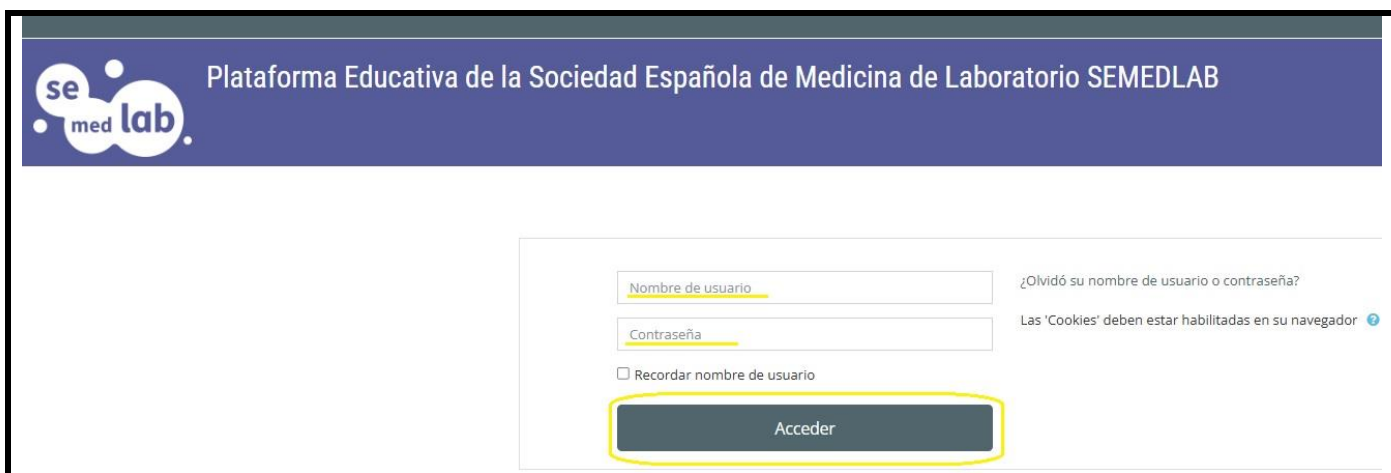 se
med lab
Plataforma Educativa de la Sociedad Española de Medicina de Laboratorio SEMEDLAB
Nombre de usuario
¿Olvidó su nombre de usuario o contraseña?
Contraseña
Las 'Cookies' deben estar habilitadas en su navegador ?
Recordar nombre de usuario
Acceder